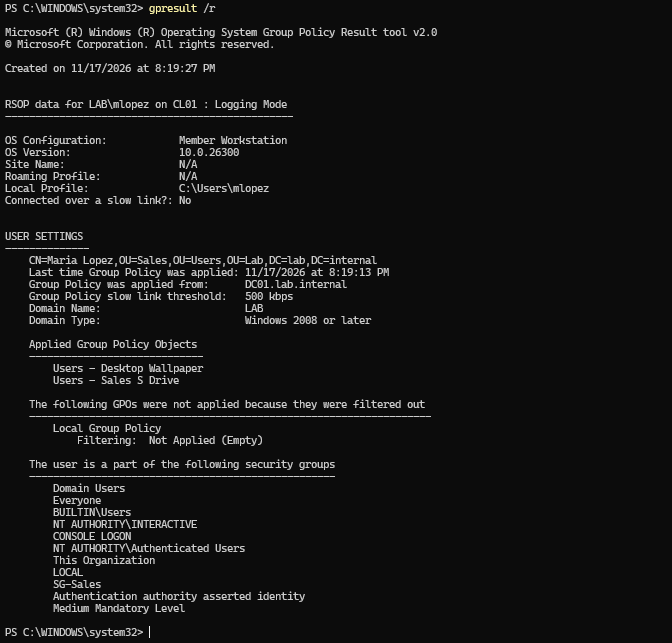 PS C:\WINDOWS\system32> gpresult /r
Microsoft (R) Windows (R) Operating System Group Policy Result tool v2.0
© Microsoft Corporation. All rights reserved.
Created on 11/17/2026 at 8:19:27 PM
RSOP data for LAB\mlopez on CL01 : Logging Mode
------------------------------------------------
OS Configuration:            Member Workstation
OS Version:                  10.0.26300
Site Name:                   N/A
Roaming Profile:             N/A
Local Profile:               C:\Users\mlopez
Connected over a slow link?: No
USER SETTINGS
--------------
    CN=Maria Lopez,OU=Sales,OU=Users,OU=Lab,DC=lab,DC=internal
    Last time Group Policy was applied: 11/17/2026 at 8:19:13 PM
    Group Policy was applied from:      DC01.lab.internal
    Group Policy slow link threshold:   500 kbps
    Domain Name:                        LAB
    Domain Type:                        Windows 2008 or later
    Applied Group Policy Objects
    -----------------------------
        Users - Desktop Wallpaper
        Users - Sales S Drive
    The following GPOs were not applied because they were filtered out
    -------------------------------------------------------------------
        Local Group Policy
            Filtering:  Not Applied (Empty)
    The user is a part of the following security groups
    ---------------------------------------------------
        Domain Users
        Everyone
        BUILTIN\Users
        NT AUTHORITY\INTERACTIVE
        CONSOLE LOGON
        NT AUTHORITY\Authenticated Users
        This Organization
        LOCAL
        SG-Sales
        Authentication authority asserted identity
        Medium Mandatory Level
PS C:\WINDOWS\system32>